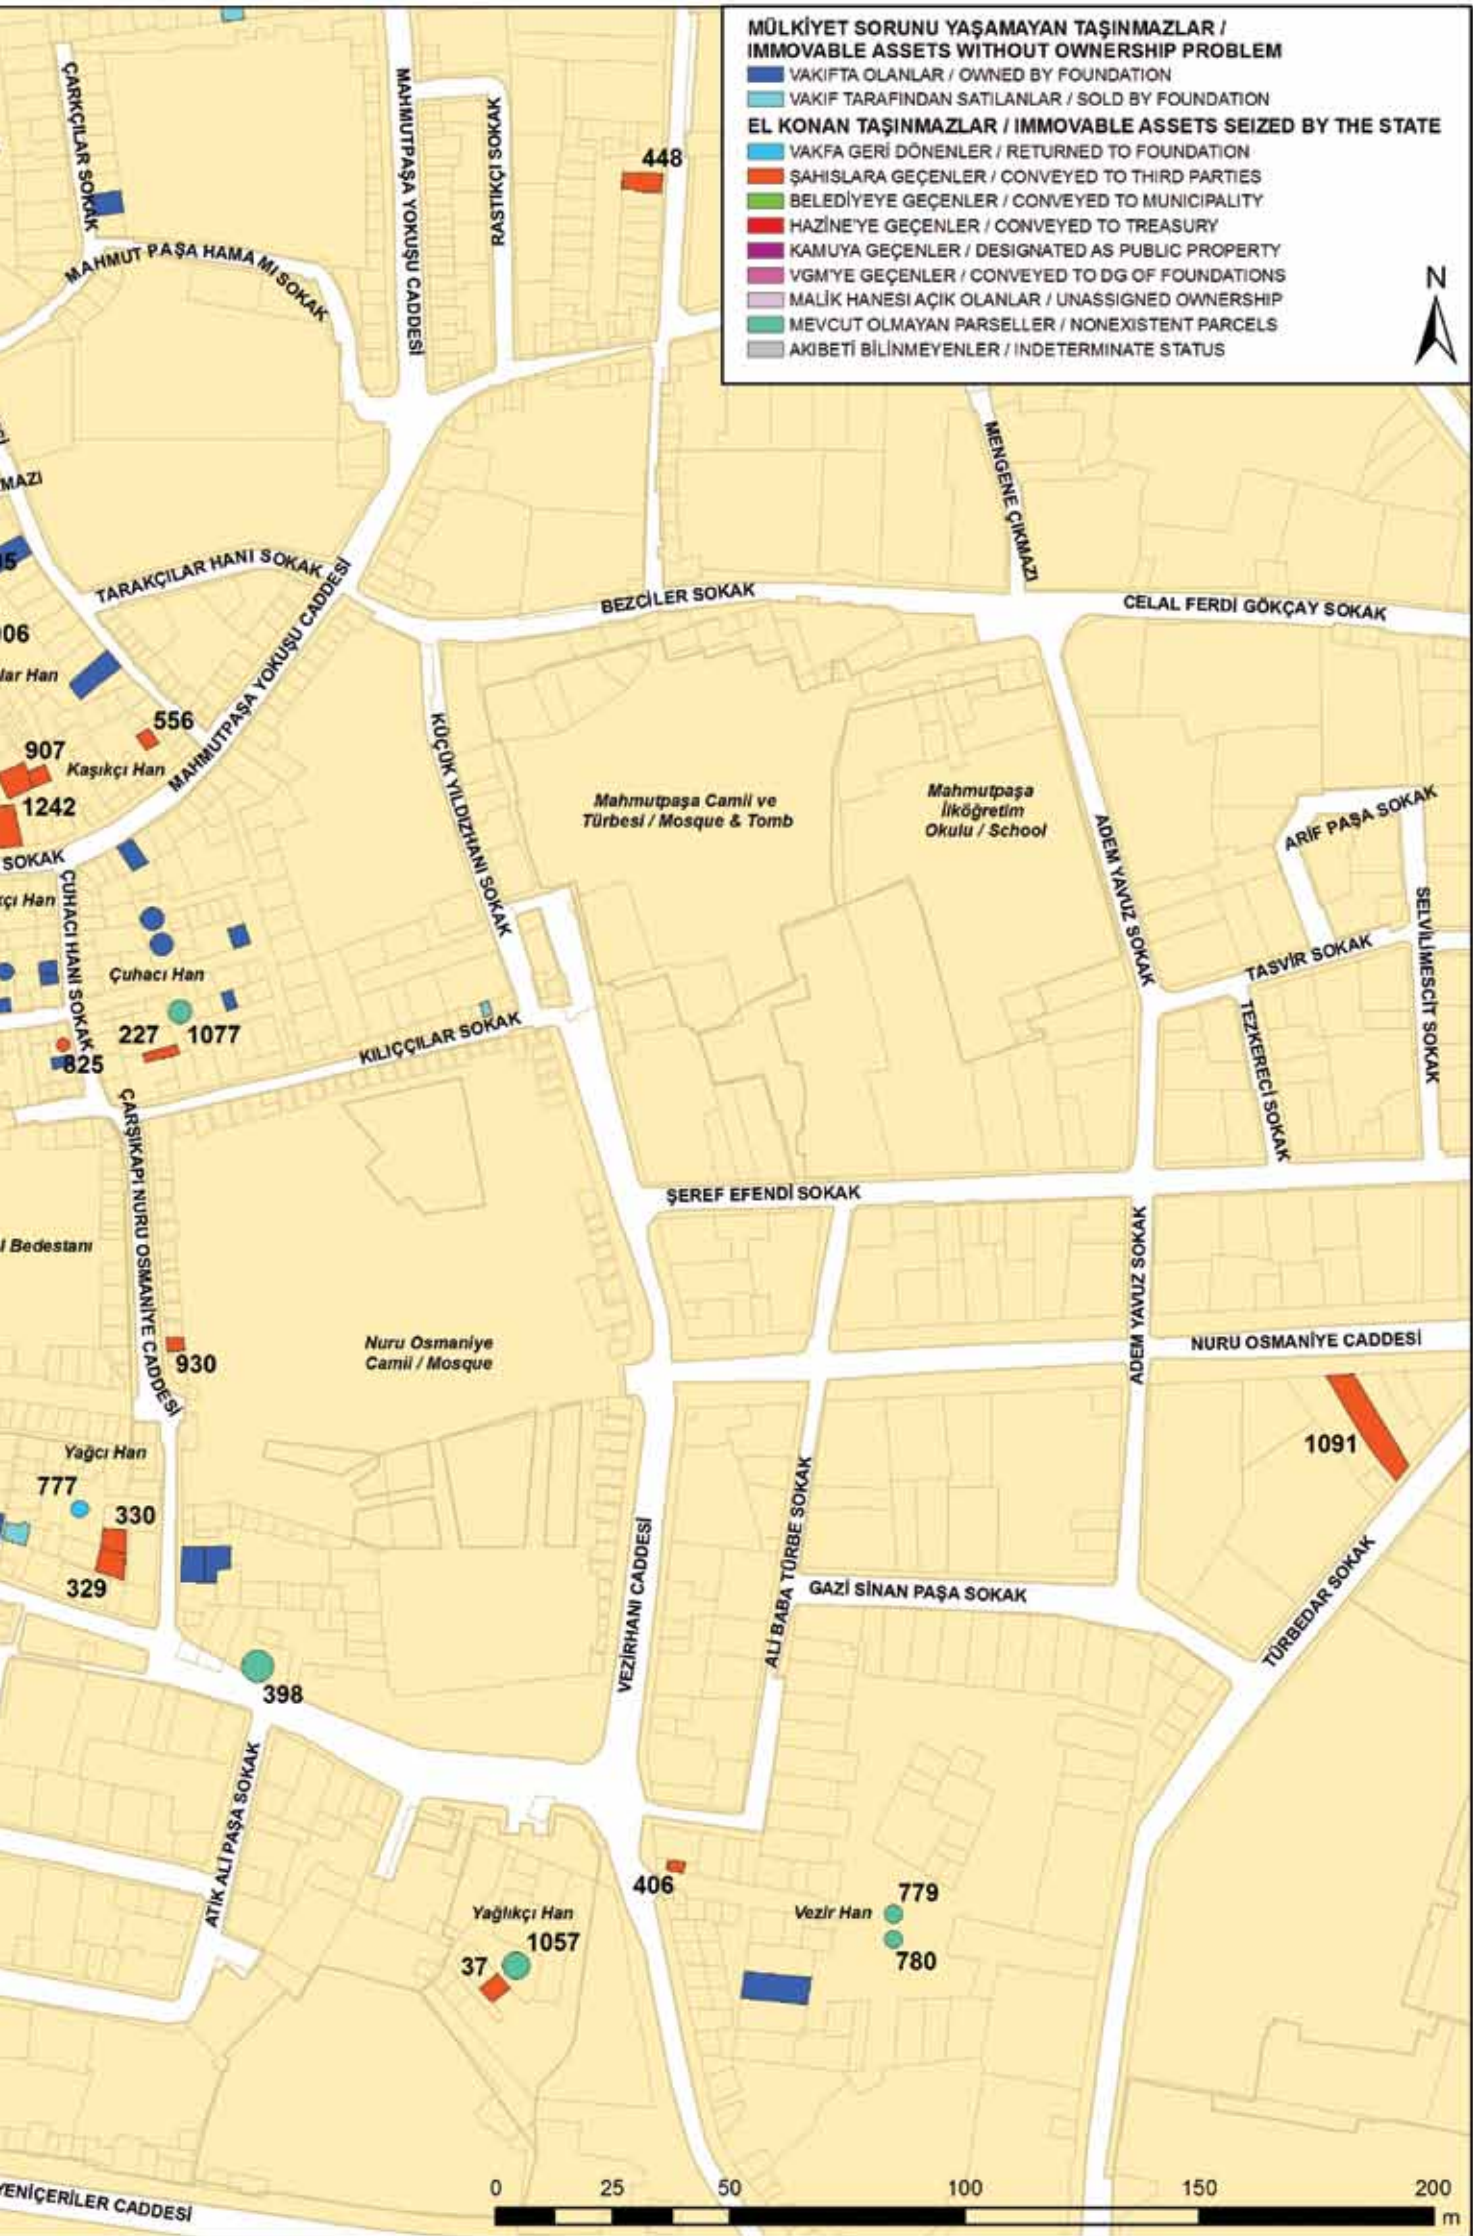 MÜLKİYET SORUNU YAŞAMAYAN TAŞINMAZLAR /
IMMOVABLE ASSETS WITHOUT OWNERSHIP PROBLEM
VAKIFTA OLANLAR / OWNED BY FOUNDATION
VAKIF TARAFINDAN SATILANLAR / SOLD BY FOUNDATION
EL KONAN TAŞINMAZLAR / IMMOVABLE ASSETS SEIZED BY THE STATE
VAKFA GERİ DÖNENLER / RETURNED TO FOUNDATION
ŞAHISLARA GEÇENLER / CONVEYED TO THIRD PARTIES
BELEDİYEYE GEÇENLER / CONVEYED TO MUNICIPALITY
HAZİNE'YE GEÇENLER / CONVEYED TO TREASURY
KAMUYA GEÇENLER / DESIGNATED AS PUBLIC PROPERTY
VGM'YE GEÇENLER / CONVEYED TO DG OF FOUNDATIONS
MALİK HANESI AÇIK OLANLAR / UNASSIGNED OWNERSHIP
MEVCUT OLMAYAN PARSELLER / NONEXISTENT PARCELS
AKIBETİ BİLİNMEYENLER / INDETERMINATE STATUS
N
ÇARKÇILAR SOKAK
MAHMUTPAŞA YOKUŞU CADDESİ
RASTIKÇI SOKAK
448
MAHMUT PAŞA HAMAMI SOKAK
MENGENE ÇIKMAZI
MAZI
TARAKÇILAR HANI SOKAK
BEZCİLER SOKAK
CELAL FERDİ GÖKÇAY SOKAK
MAHMUTPAŞA YOKUŞU CADDESİ
lar Han
556
907
Kaşıkçı Han
1242
KÜÇÜK YILDIZHANI SOKAK
Mahmutpaşa Camii ve
Türbesi / Mosque & Tomb
Mahmutpaşa
İlköğretim
Okulu / School
ADEM YAVUZ SOKAK
ARİF PAŞA SOKAK
SOKAK
çı Han
ÇUHACI HANI SOKAK
SELVİLİMESCİT SOKAK
TASVİR SOKAK
Çuhacı Han
227
1077
825
KILIÇÇILAR SOKAK
TEZKERECİ SOKAK
ÇARŞIKAPI NURU OSMANİYE CADDESİ
ŞEREF EFENDİ SOKAK
l Bedestanı
ADEM YAVUZ SOKAK
Nuru Osmaniye
Camii / Mosque
NURU OSMANİYE CADDESİ
930
1091
Yağcı Han
777
330
329
VEZİRHANI CADDESİ
ALİ BABA TÜRBE SOKAK
GAZİ SİNAN PAŞA SOKAK
TÜRBEDAR SOKAK
398
ATİK ALİ PAŞA SOKAK
406
Yağlıkçı Han
1057
37
Vezir Han
779
780
YENİÇERİLER CADDESİ
0 25 50 100 150 200
m